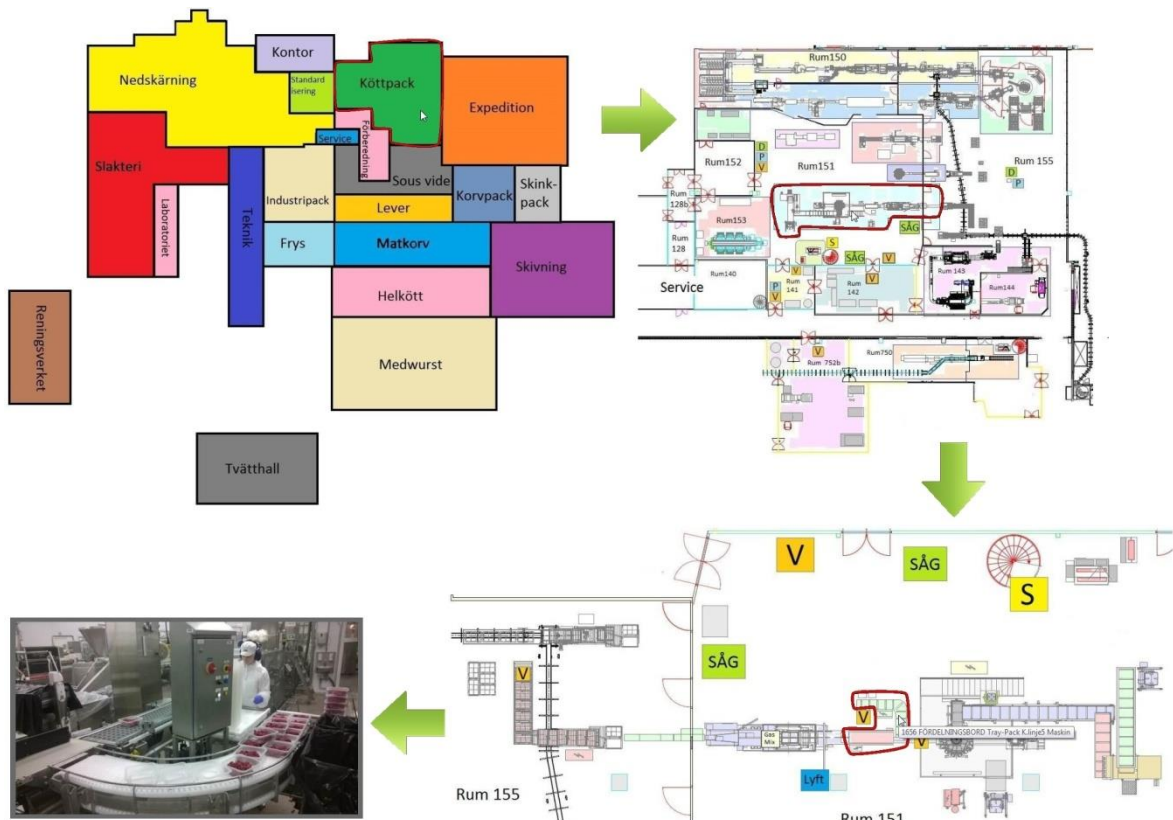 Nedskärning
Kontor
Standard
isering
Köttpack
Expedition
Service
Förberedning
Slakteri
Laboratoriet
Teknik
Industripack
Sous vide
Lever
Korvpack
Skink-
pack
Frys
Matkorv
Skivning
Helkött
Medwurst
Reningsverket
Tvätthall
Rum150
Rum152
D
P
V
Rum151
Rum 155
D
P
Rum
128b
Rum153
SÅG
Rum
128
S
SÅG
V
V
Rum140
Service
P
V
V
Rum
141
Rum
142
Rum 143
Rum144
V
Rum 752b
Rum750
V
SÅG
S
SÅG
V
V
V
Gas
Mix
1656 FÖRDELNINGSBORD Tray-Pack K.linje5 Maskin
Lyft
Rum 155
Rum 151